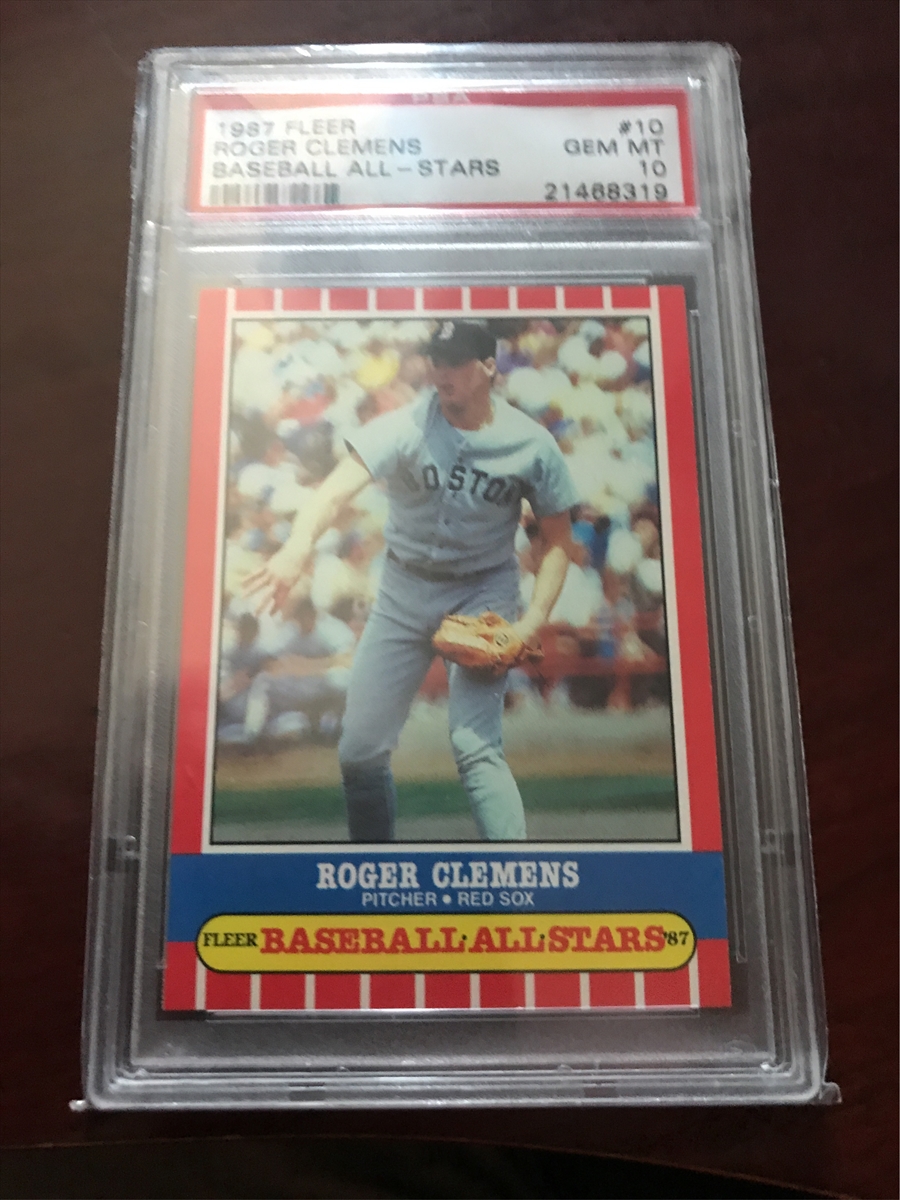 PSA
1987 FLEER #10
ROGER CLEMENS GEM MT
BASEBALL ALL-STARS 10
21468319
B
BOSTON
ROGER CLEMENS
PITCHER • RED SOX
FLEER BASEBALL ALL STARS '87